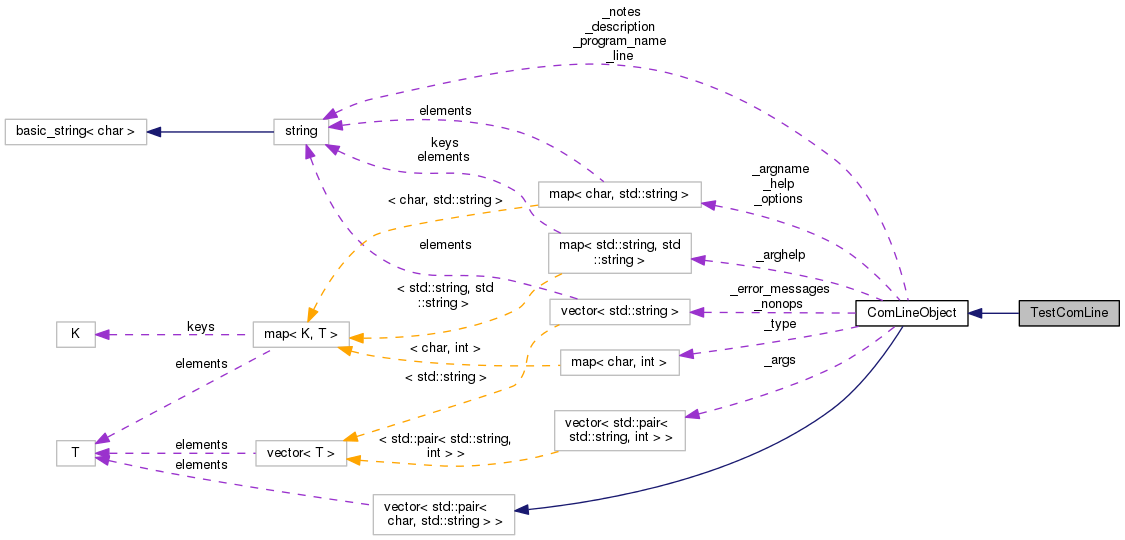 _notes
_description
_program_name
_line
elements
basic_string< char >
string
keys
elements
_argname
_help
_options
map< char, std::string >
< char, std::string >
elements
map< std::string, std
::string >
_arghelp
< std::string, std
::string >
_error_messages
_nonops
vector< std::string >
ComLineObject
TestComLine
K
keys
map< K, T >
_type
< char, int >
map< char, int >
elements
< std::string >
_args
vector< std::pair<
std::string, int > >
< std::pair< std::string,
int > >
T
elements
vector< T >
elements
vector< std::pair<
char, std::string > >